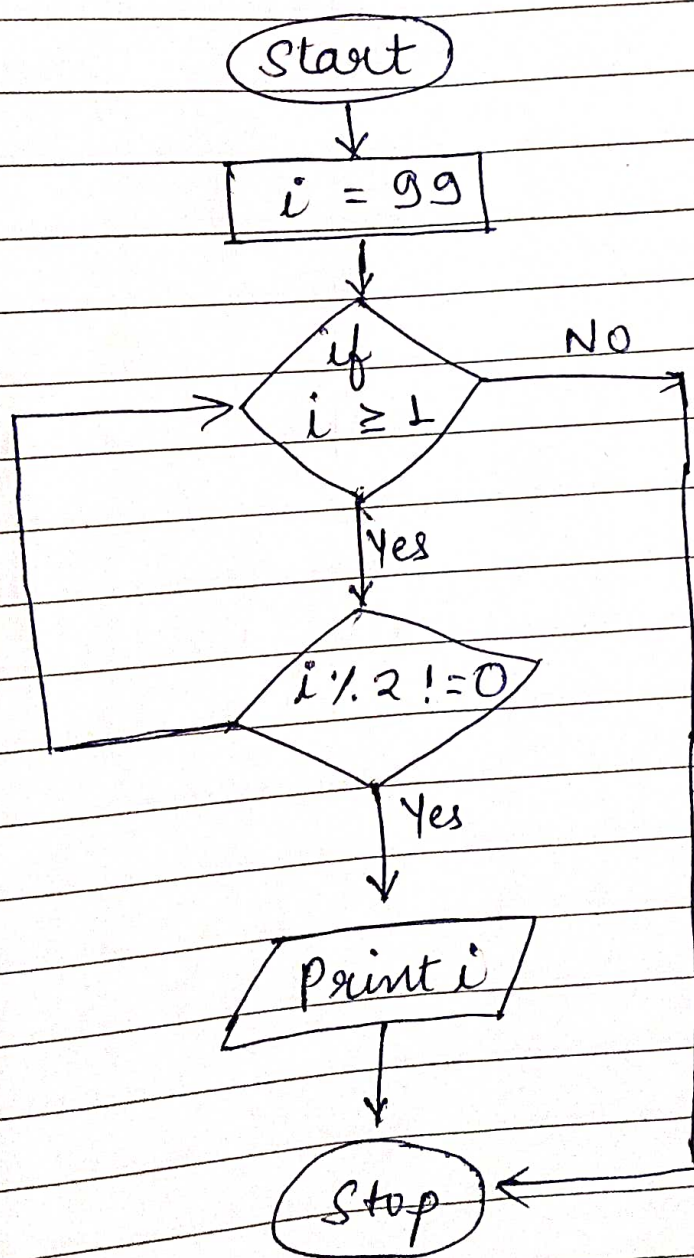 Start
i = 99
if
i ≥ 1
NO
Yes
i % 2 != 0
Yes
Print i
Stop